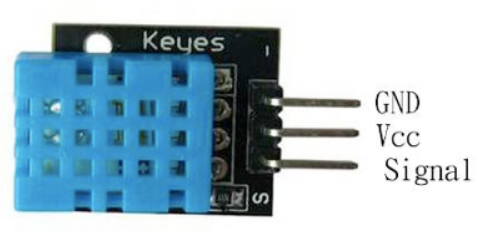 Keyes
-
GND
Vcc
Signal
S